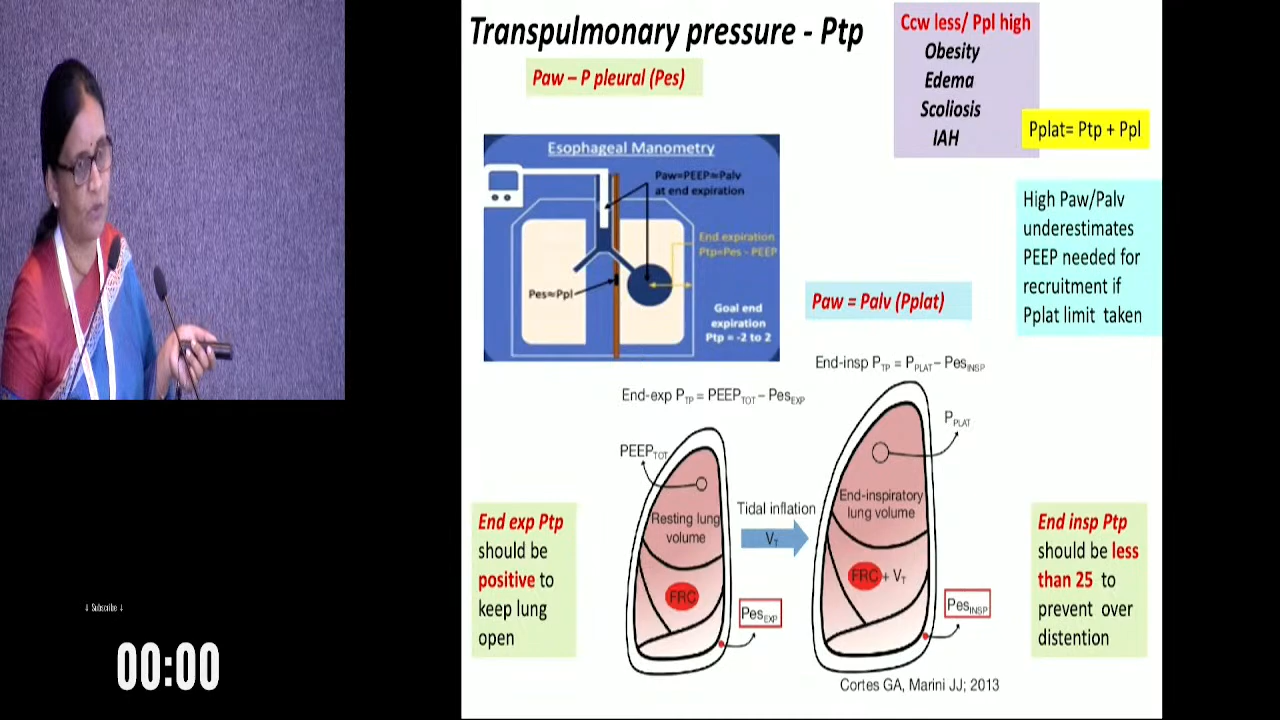 Transpulmonary pressure - Ptp
Paw – P pleural (Pes)
Ccw less/ Ppl high
Obesity
Edema
Scoliosis
IAH
Pplat= Ptp + Ppl
Esophageal Manometry
Paw=PEEP≈Palv
at end expiration
End expiration
Ptp=Pes - PEEP
Pes≈Ppl
Goal end
expiration
Ptp = -2 to 2
High Paw/Palv
underestimates
PEEP needed for
recruitment if
Pplat limit taken
Paw = Palv (Pplat)
End-insp PTP = PPLAT – PesINSP
End-exp PTP = PEEPTOT – PesEXP
PEEPTOT
Resting lung
volume
FRC
PesEXP
Tidal inflation
VT
PPLAT
End-inspiratory
lung volume
FRC + VT
PesINSP
End exp Ptp
should be
positive to
keep lung
open
End insp Ptp
should be less
than 25 to
prevent over
distention
Cortes GA, Marini JJ; 2013
↓ Subscribe ↓
00:00